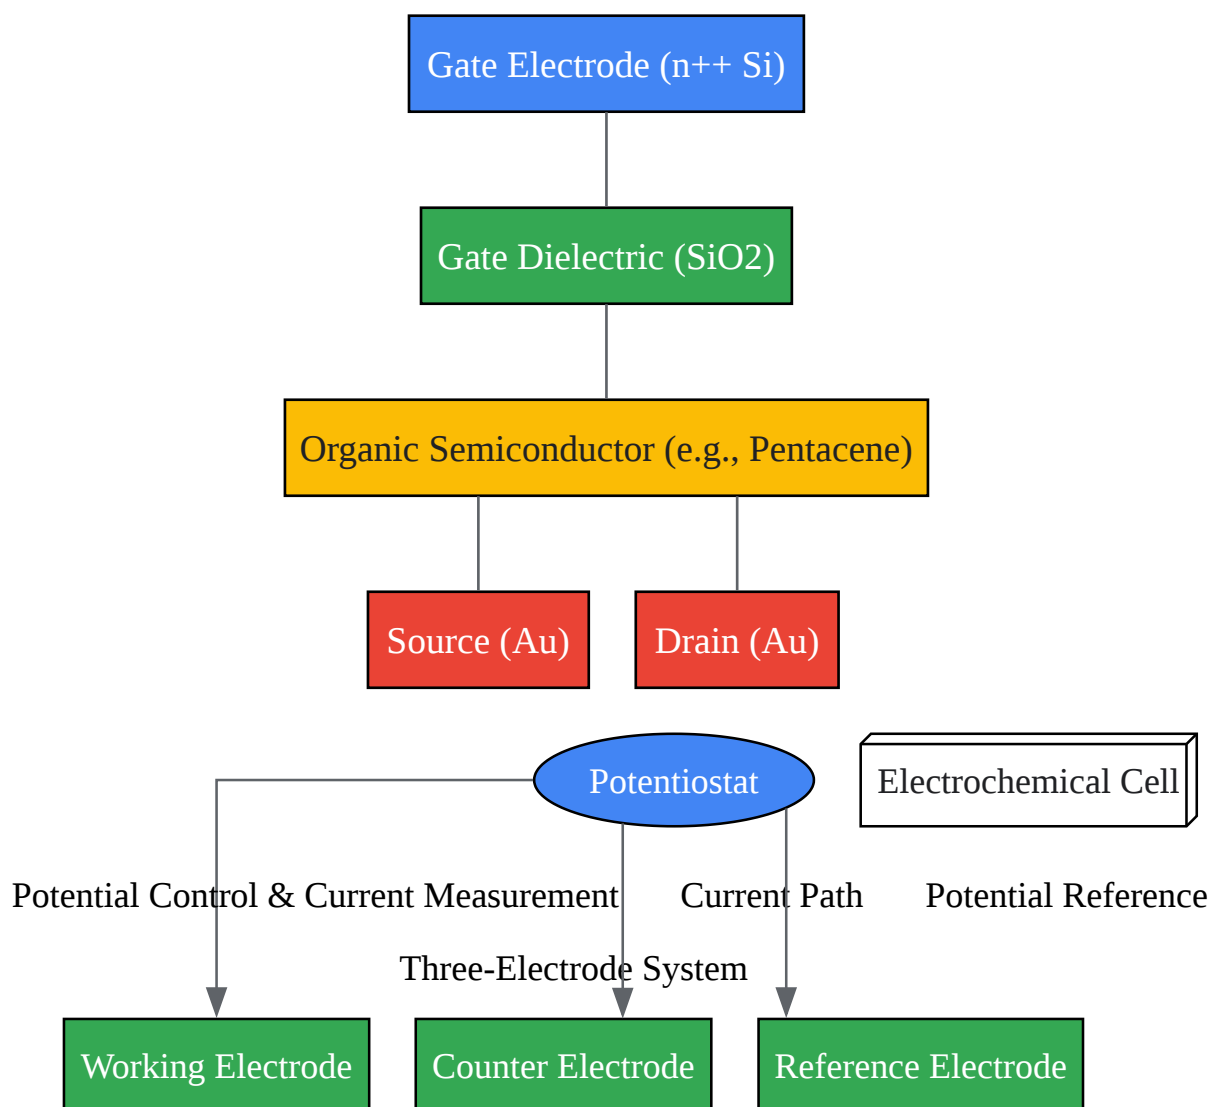 Gate Electrode (n++ Si)
Gate Dielectric (SiO2)
Organic Semiconductor (e.g., Pentacene)
Source (Au)
Drain (Au)
Potentiostat
Electrochemical Cell
Potential Control & Current Measurement
Current Path
Potential Reference
Three-Electrode System
Working Electrode
Counter Electrode
Reference Electrode